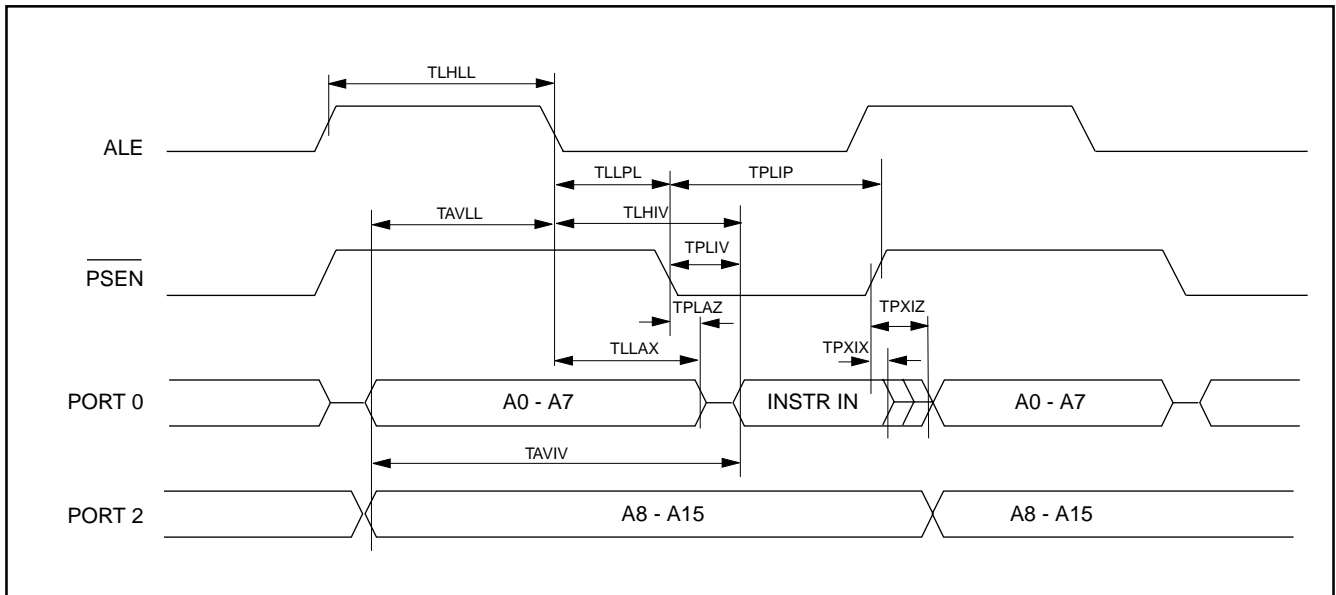 TLHLL
ALE
TLLPL
TPLIP
TAVLL
TLHIV
TPLIV
PSEN
TPLAZ
TPXIZ
TLLAX
TPXIX
PORT 0
A0 - A7
INSTR IN
A0 - A7
TAVIV
PORT 2
A8 - A15
A8 - A15